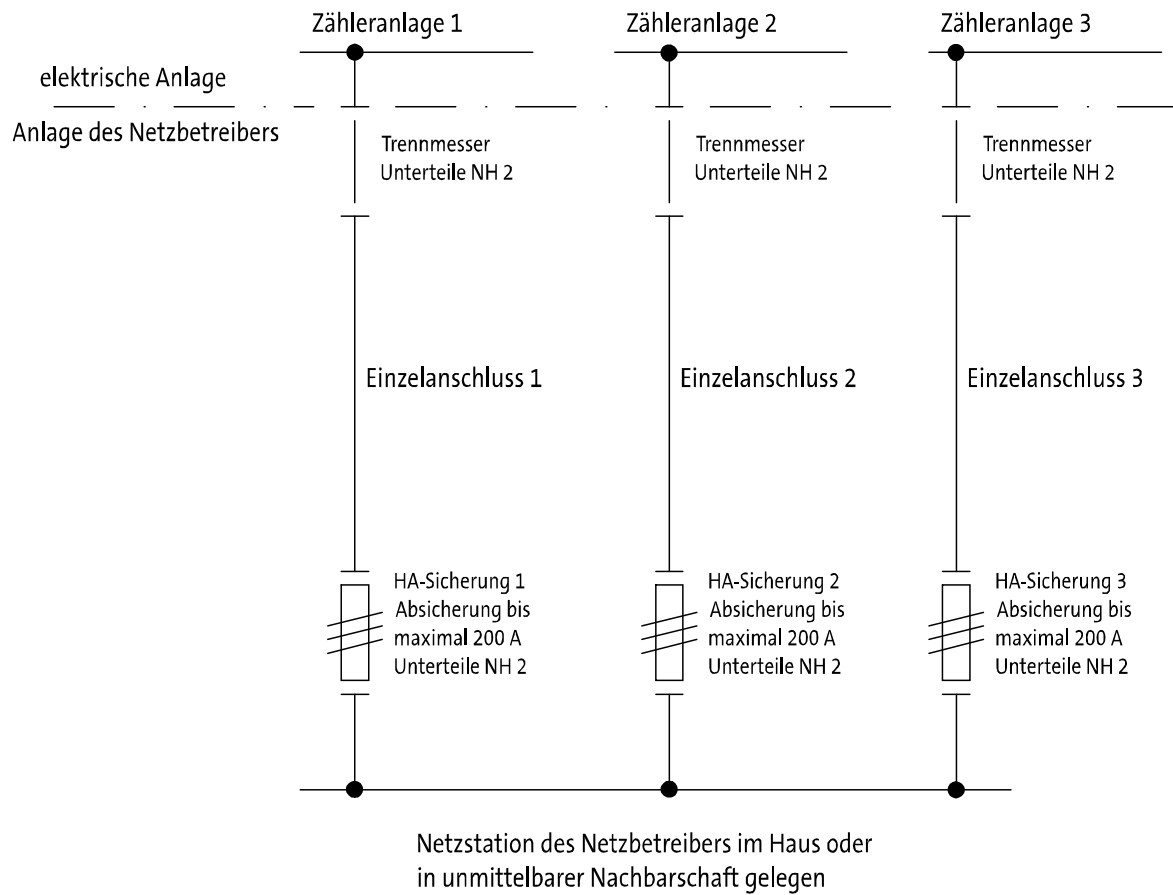 Zähleranlage 1
Zähleranlage 2
Zähleranlage 3
elektrische Anlage
Anlage des Netzbetreibers
Trennmesser
Unterteile NH 2
Trennmesser
Unterteile NH 2
Trennmesser
Unterteile NH 2
Einzelanschluss 1
Einzelanschluss 2
Einzelanschluss 3
HA-Sicherung 1
Absicherung bis
maximal 200 A
Unterteile NH 2
HA-Sicherung 2
Absicherung bis
maximal 200 A
Unterteile NH 2
HA-Sicherung 3
Absicherung bis
maximal 200 A
Unterteile NH 2
Netzstation des Netzbetreibers im Haus oder
in unmittelbarer Nachbarschaft gelegen